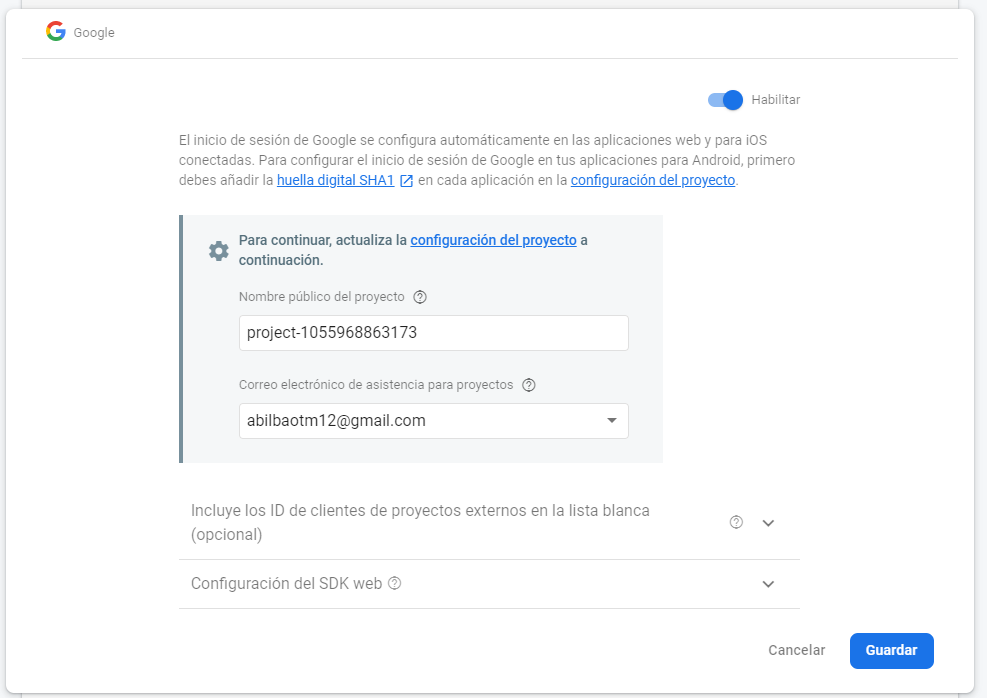 Google
Habilitar
El inicio de sesión de Google se configura automáticamente en las aplicaciones web y para iOS
conectadas. Para configurar el inicio de sesión de Google en tus aplicaciones para Android, primero
debes añadir la huella digital SHA1 en cada aplicación en la configuración del proyecto.
Para continuar, actualiza la configuración del proyecto a
continuación.
Nombre público del proyecto
project-1055968863173
Correo electrónico de asistencia para proyectos
abilbaotm12@gmail.com
Incluye los ID de clientes de proyectos externos en la lista blanca
(opcional)
Configuración del SDK web
Cancelar
Guardar